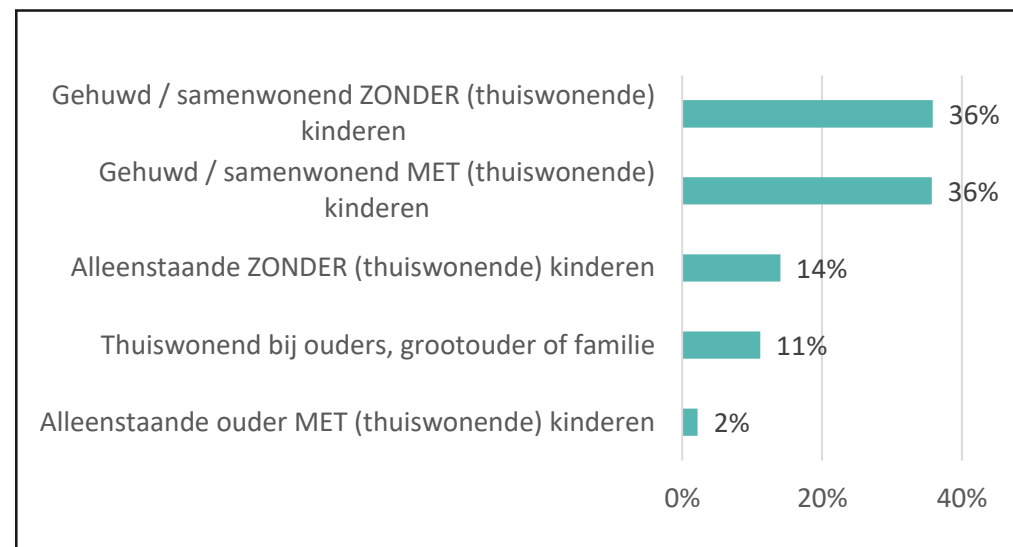 Gehuwd / samenwonend ZONDER (thuiswonende)
kinderen
36%
Gehuwd / samenwonend MET (thuiswonende)
kinderen
36%
Alleenstaande ZONDER (thuiswonende) kinderen
14%
Thuiswonend bij ouders, grootouder of familie
11%
Alleenstaande ouder MET (thuiswonende) kinderen
2%
0%
20%
40%